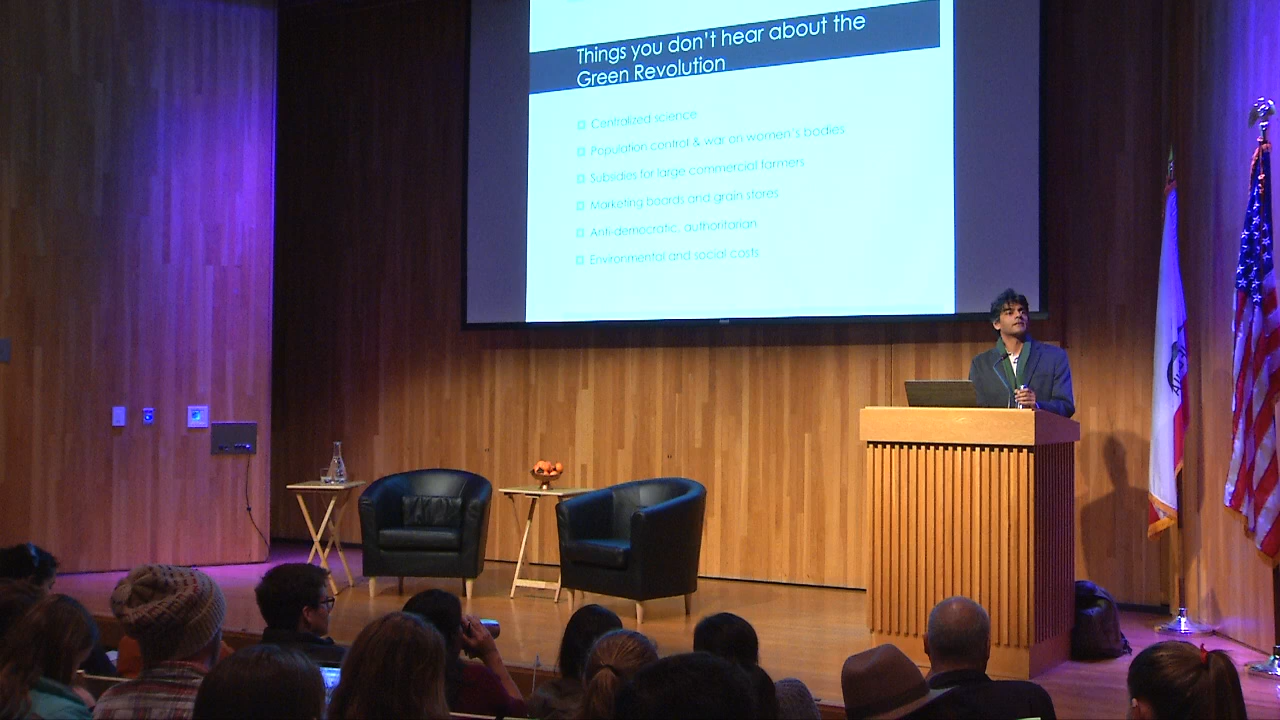 Things you don't hear about the
Green Revolution
Centralized science
Population control & war on women's bodies
Subsidies for large commercial farmers
Marketing boards and grain stores
Anti-democratic, authoritarian
Environmental and social costs